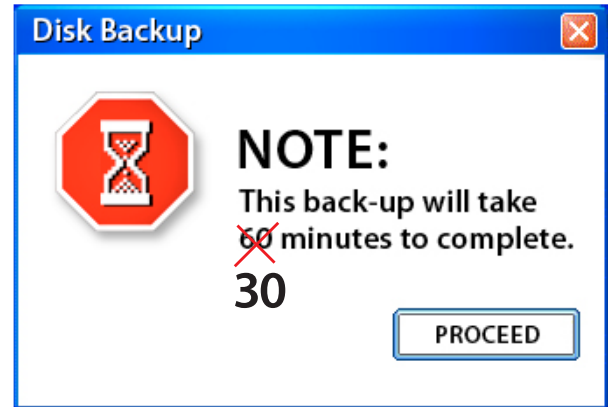 Disk Backup
NOTE:
This back-up will take
60 minutes to complete.
30
PROCEED